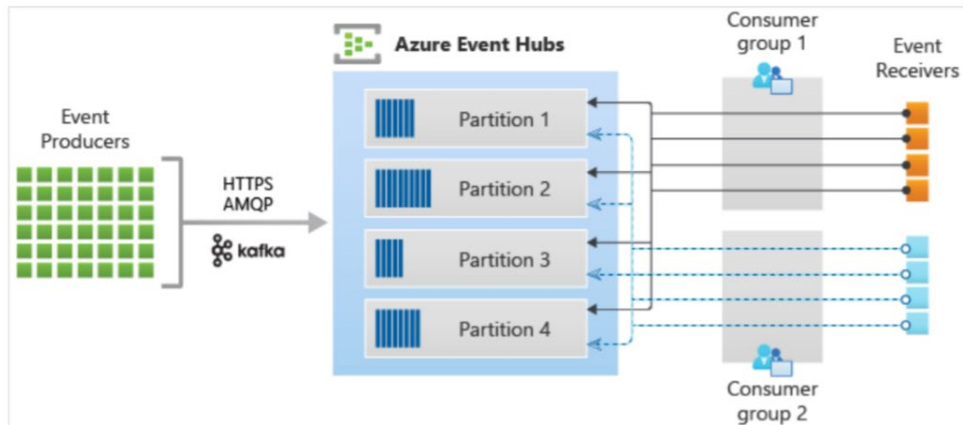 Event
Producers
HTTPS
AMQP
kafka
Azure Event Hubs
Partition 1
Partition 2
Partition 3
Partition 4
Consumer
group 1
Consumer
group 2
Event
Receivers